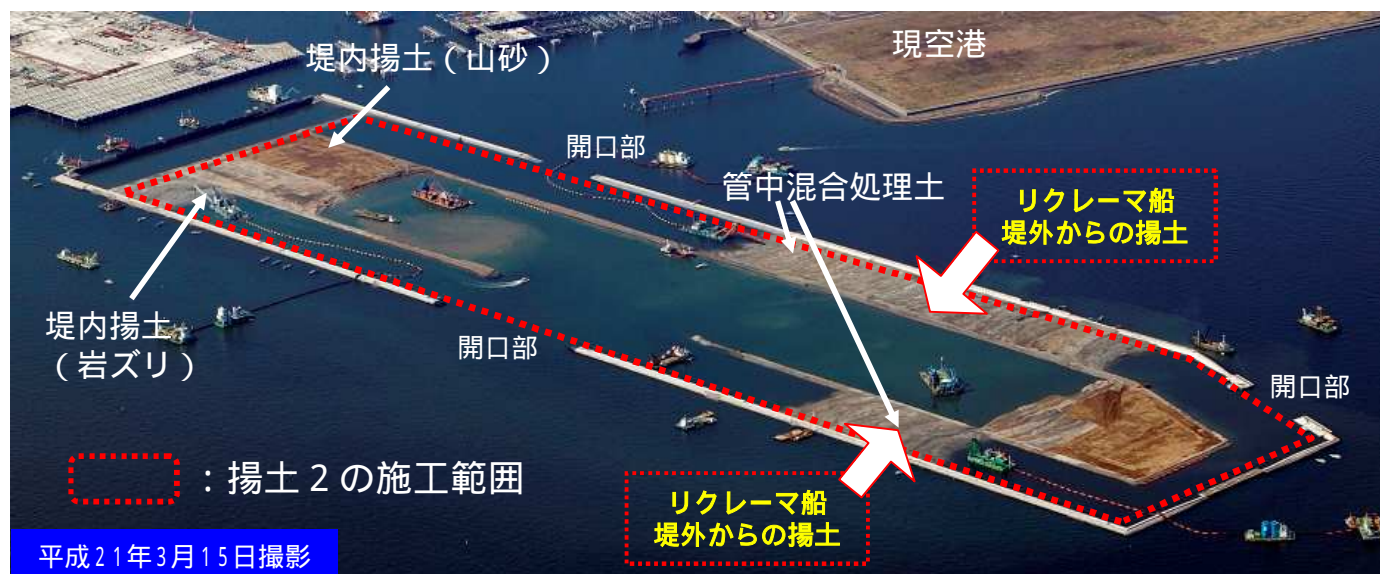 現空港
堤内揚土（山砂）
開口部
管中混合処理土
リクレーマ船
堤外からの揚土
堤内揚土
（岩ズリ）
開口部
開口部
：揚土２の施工範囲
リクレーマ船
堤外からの揚土
平成２１年３月１５日撮影